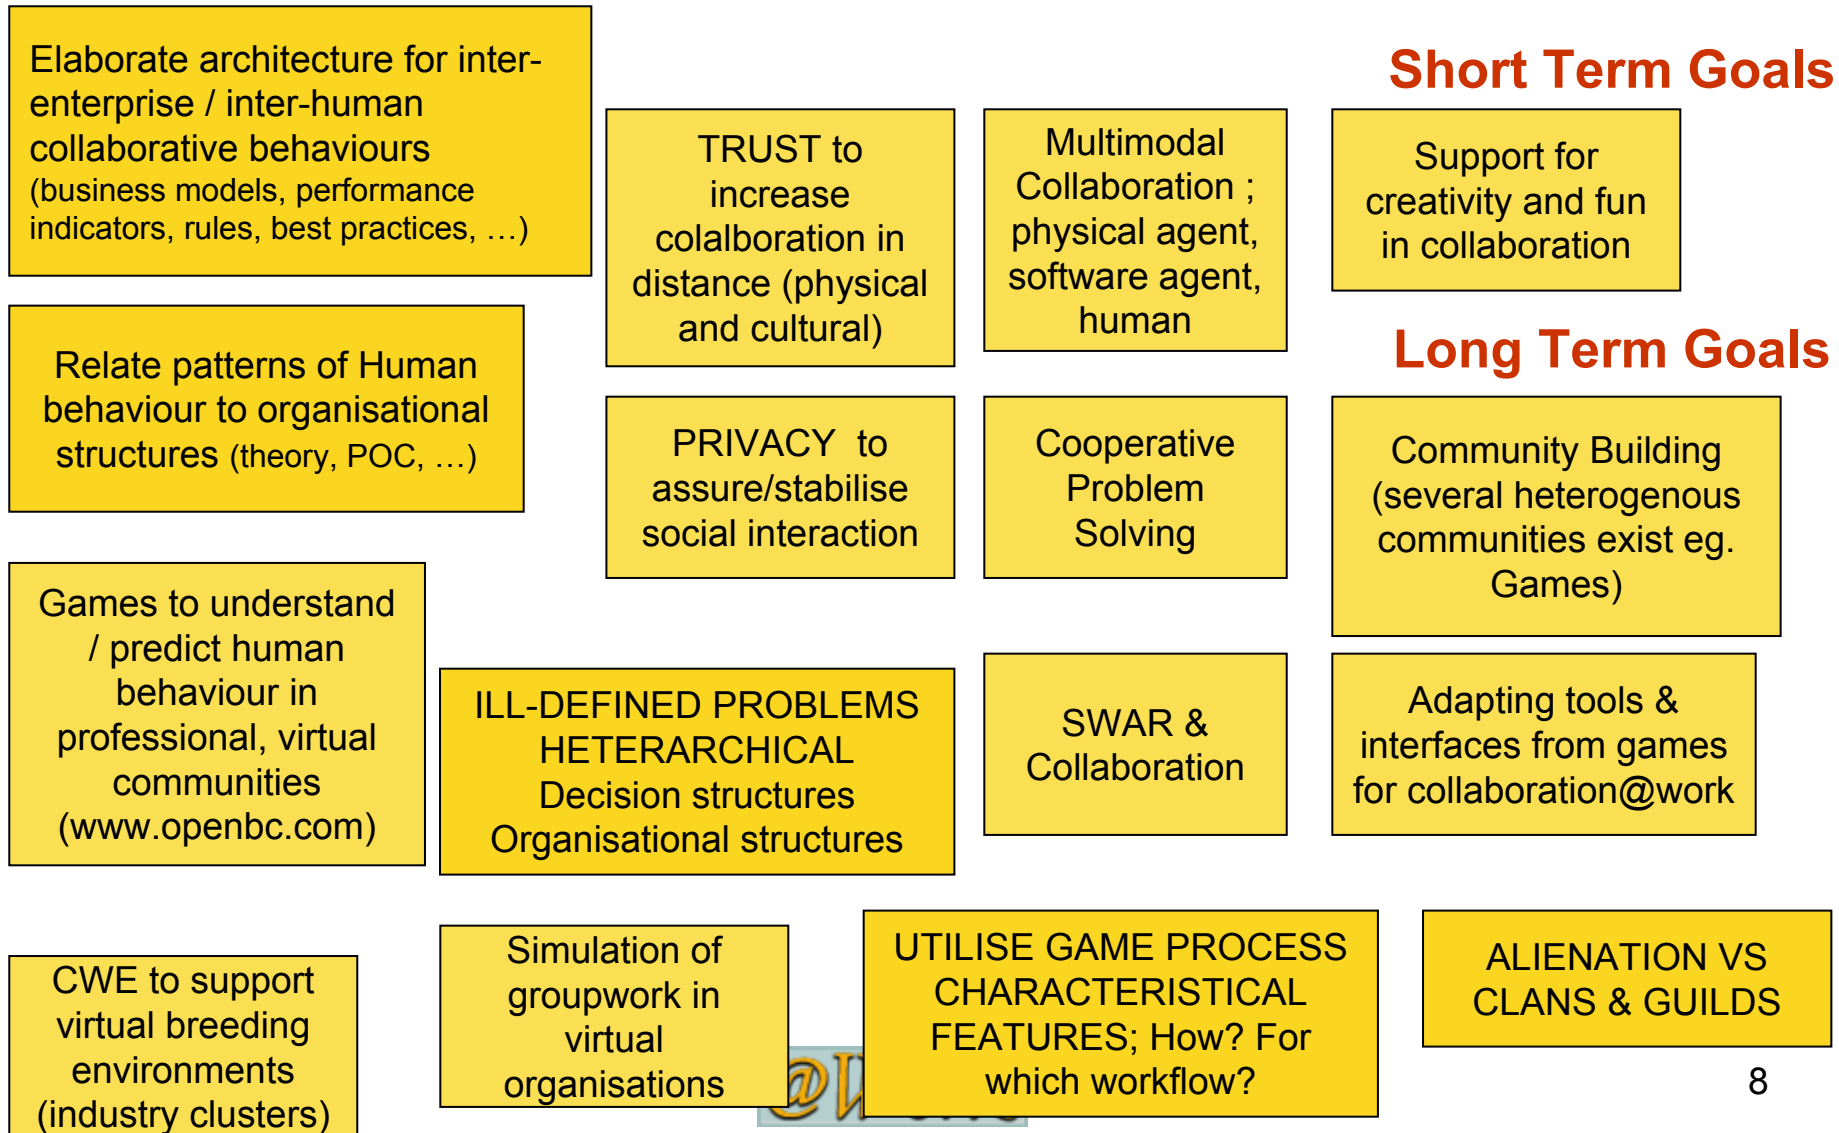 Elaborate architecture for inter-
enterprise / inter-human
collaborative behaviours
(business models, performance
indicators, rules, best practices, …)
Short Term Goals
TRUST to
increase
colalboration in
distance (physical
and cultural)
Multimodal
Collaboration ;
physical agent,
software agent,
human
Support for
creativity and fun
in collaboration
Long Term Goals
Relate patterns of Human
behaviour to organisational
structures (theory, POC, …)
PRIVACY to
assure/stabilise
social interaction
Cooperative
Problem
Solving
Community Building
(several heterogenous
communities exist eg.
Games)
Games to understand
/ predict human
behaviour in
professional, virtual
communities
(www.openbc.com)
ILL-DEFINED PROBLEMS
HETERARCHICAL
Decision structures
Organisational structures
SWAR &
Collaboration
Adapting tools &
interfaces from games
for collaboration@work
CWE to support
virtual breeding
environments
(industry clusters)
Simulation of
groupwork in
virtual
organisations
UTILISE GAME PROCESS
CHARACTERISTICAL
FEATURES; How? For
which workflow?
ALIENATION VS
CLANS & GUILDS
8